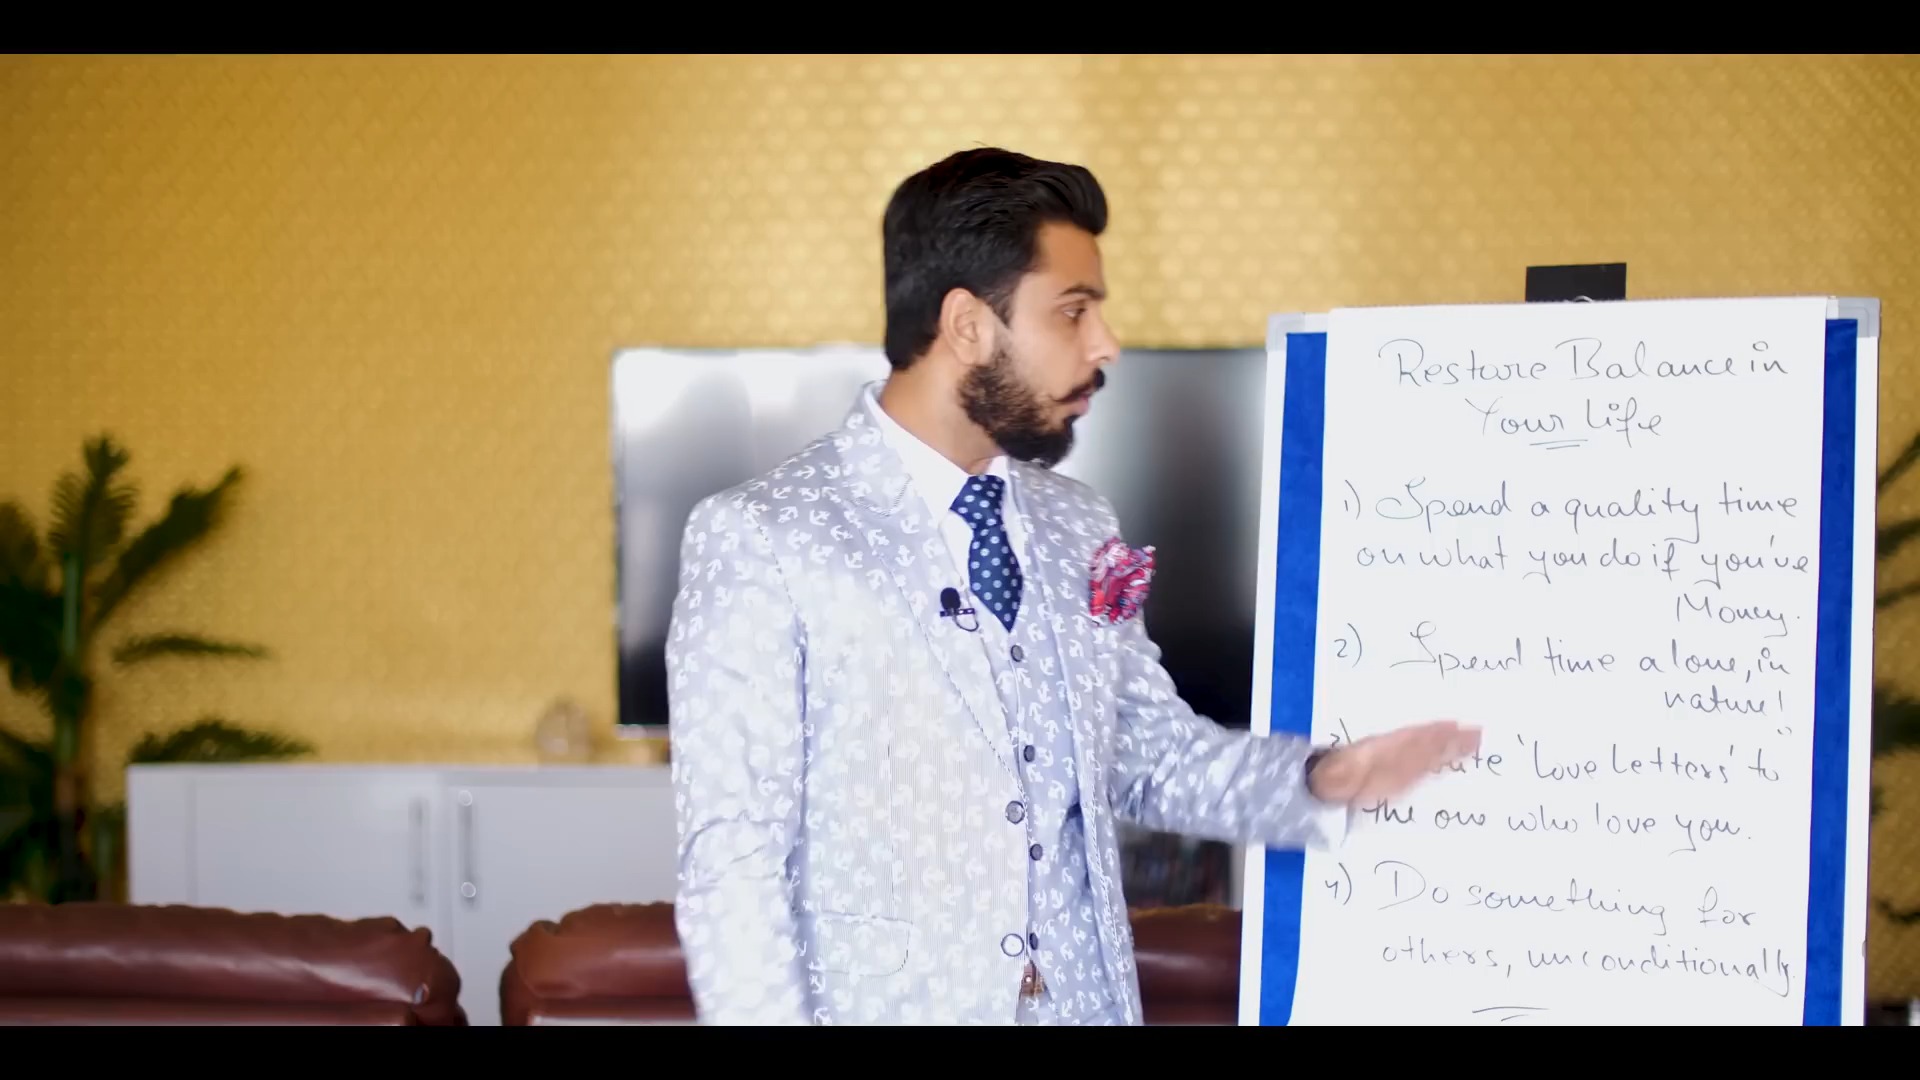 Restore Balance in
Your Life
1) Spend a quality time
on what you do if you've
Money.
2) Spend time alone, in
nature!
'Love Letters' to
the one who love you.
4) Do something for
others, unconditionally.